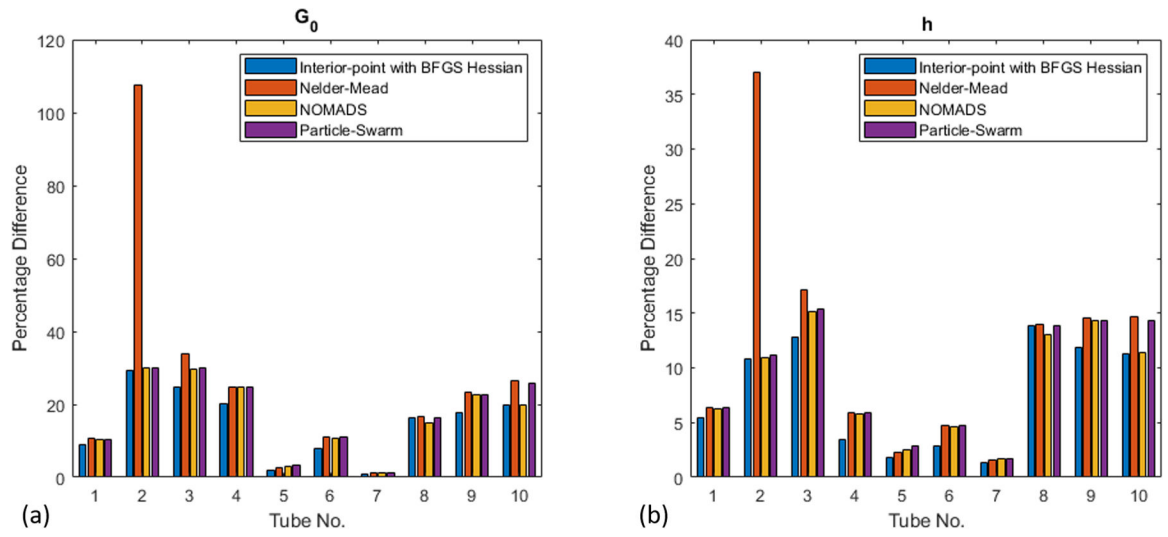 G0
120
100
80
60
40
20
0
Percentage Difference
Interior-point with BFGS Hessian
Nelder-Mead
NOMADS
Particle-Swarm
1 2 3 4 5 6 7 8 9 10
Tube No.
(a)
h
40
35
30
25
20
15
10
5
0
Percentage Difference
Interior-point with BFGS Hessian
Nelder-Mead
NOMADS
Particle-Swarm
1 2 3 4 5 6 7 8 9 10
Tube No.
(b)